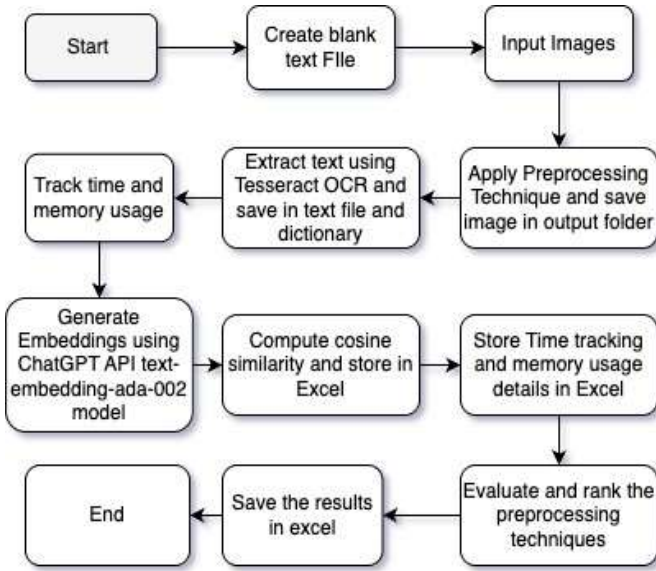 Start
Create blank
text FIle
Input Images
Apply Preprocessing
Technique and save
image in output folder
Extract text using
Tesseract OCR and
save in text file and
dictionary
Track time and
memory usage
Generate
Embeddings using
ChatGPT API text-
embedding-ada-002
model
Compute cosine
similarity and store in
Excel
Store Time tracking
and memory usage
details in Excel
Evaluate and rank the
preprocessing
techniques
Save the results
in excel
End